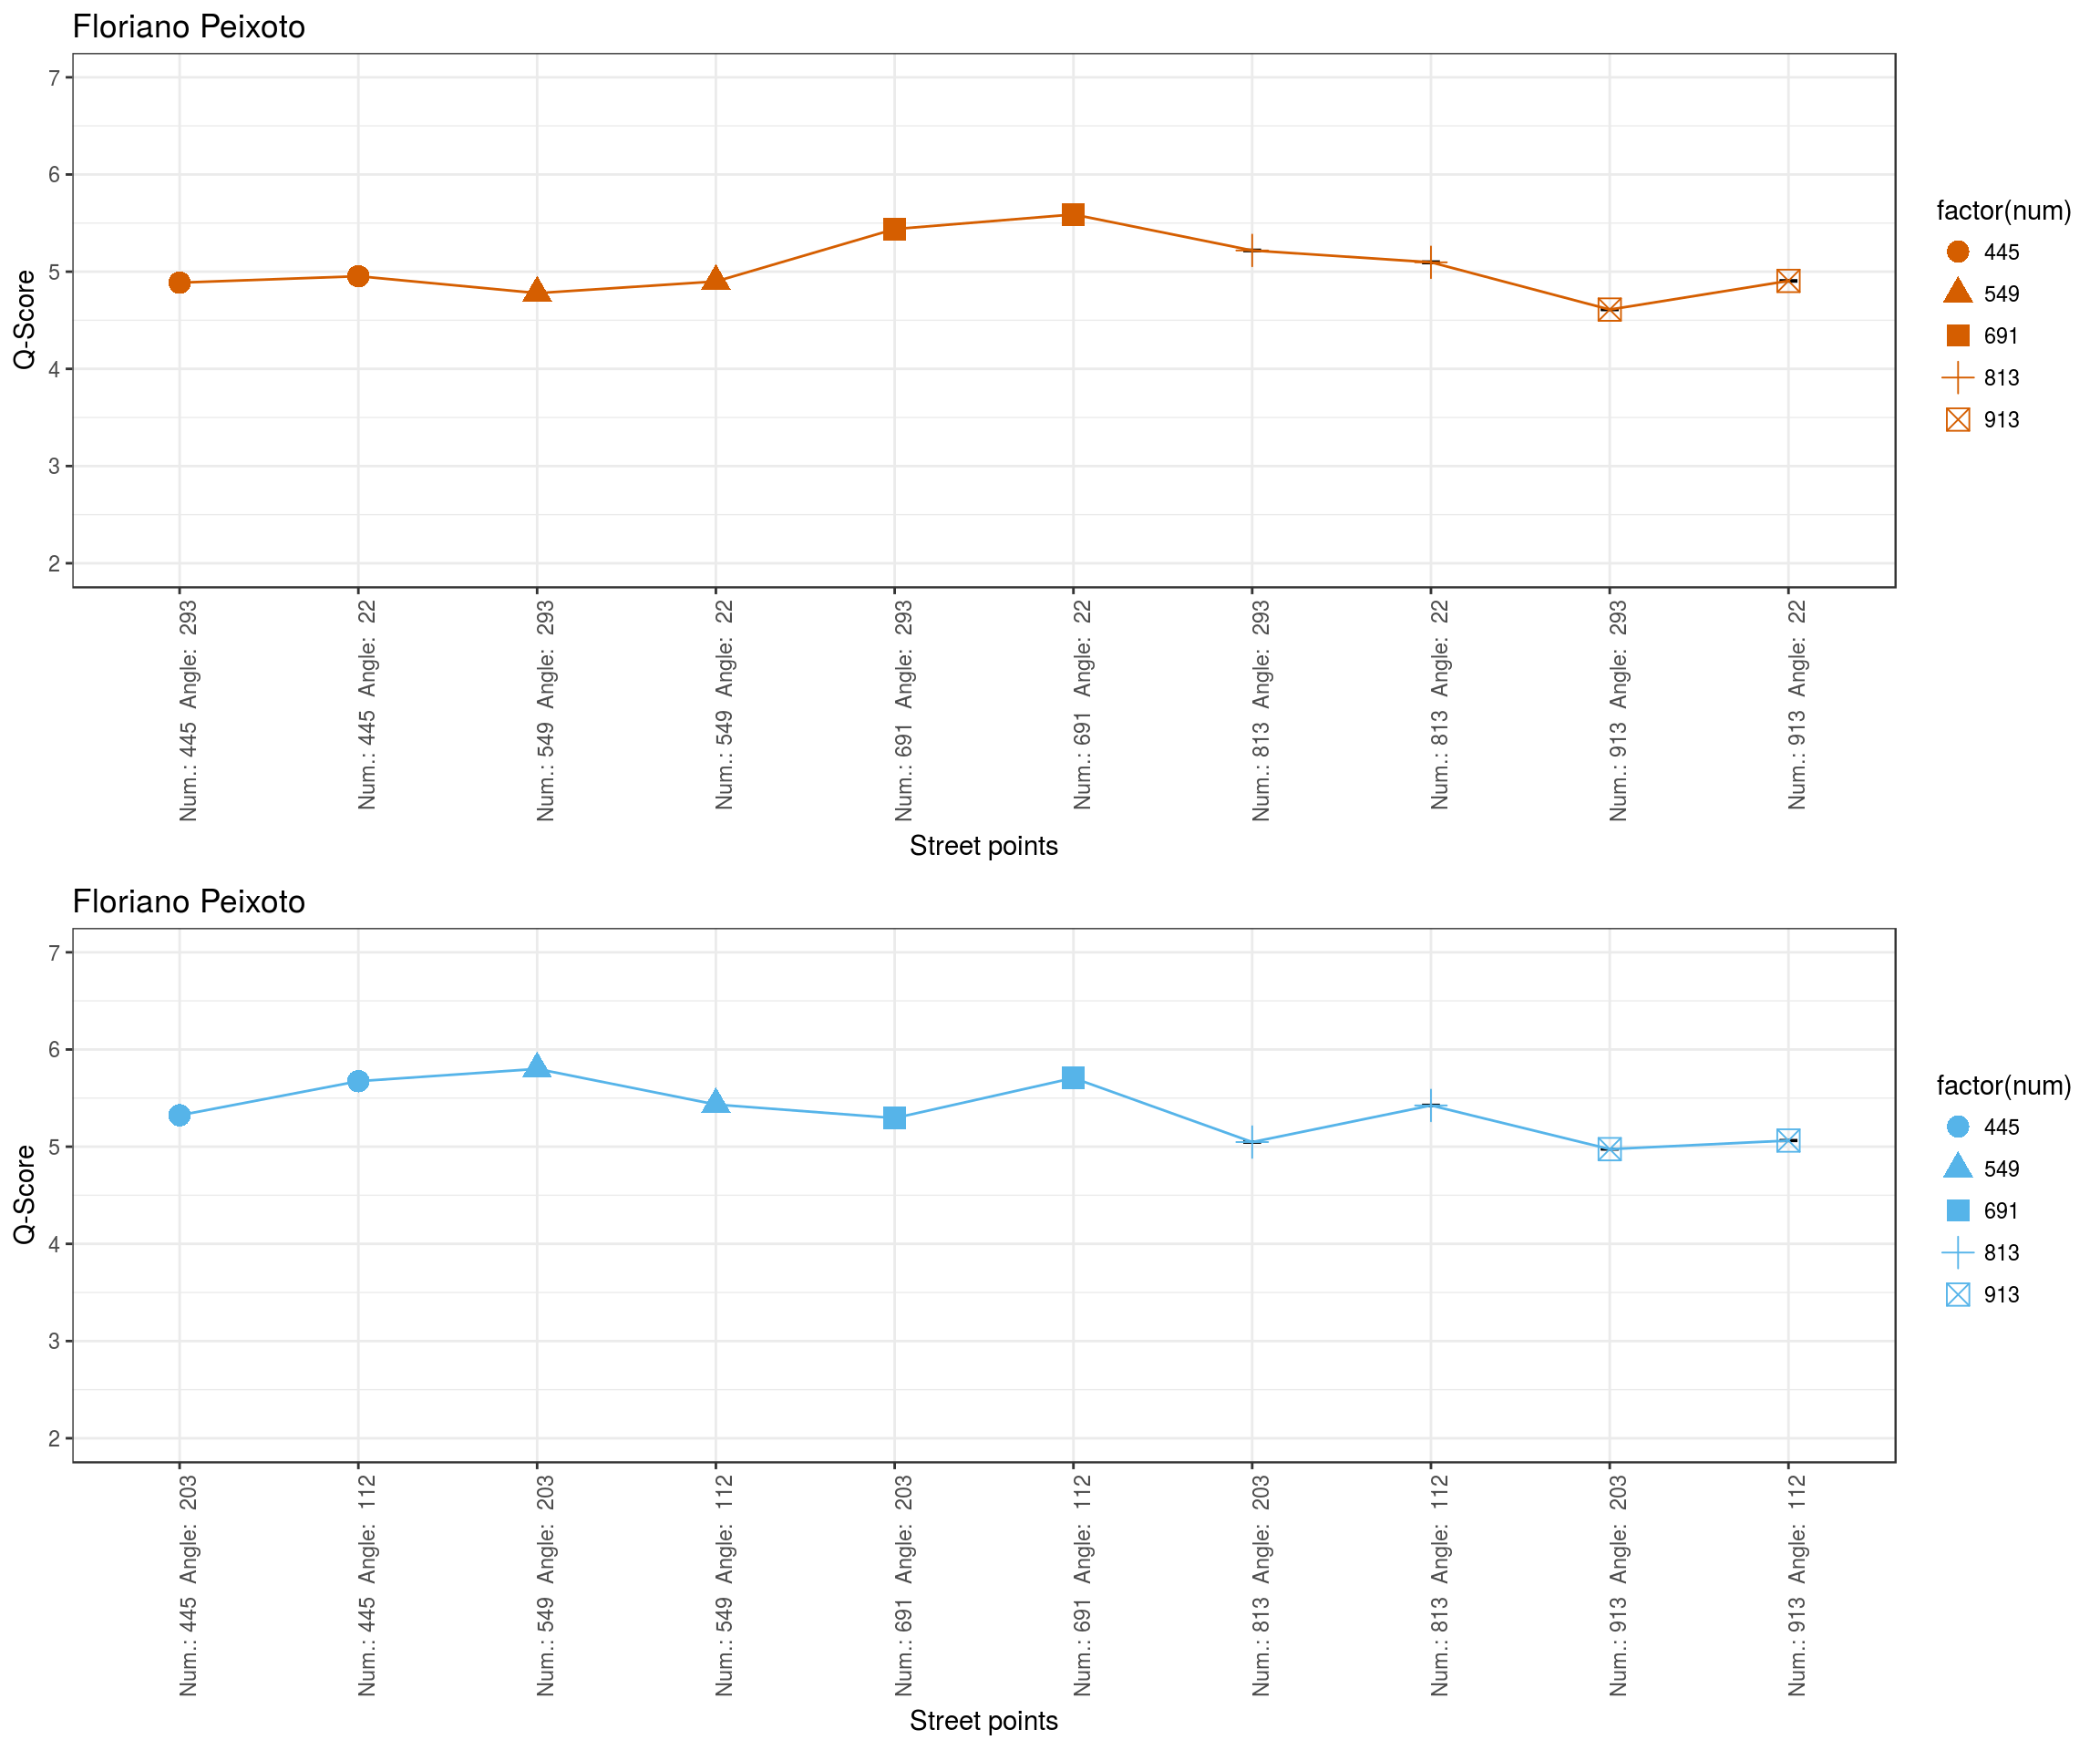 Floriano Peixoto
7
6
5
4
3
2
Q-Score
Num.: 445 Angle: 293
Num.: 445 Angle: 22
Num.: 549 Angle: 293
Num.: 549 Angle: 22
Num.: 691 Angle: 293
Num.: 691 Angle: 22
Num.: 813 Angle: 293
Num.: 813 Angle: 22
Num.: 913 Angle: 293
Num.: 913 Angle: 22
Street points
factor(num)
445
549
691
813
913
Floriano Peixoto
7
6
5
4
3
2
Q-Score
Num.: 445 Angle: 203
Num.: 445 Angle: 112
Num.: 549 Angle: 203
Num.: 549 Angle: 112
Num.: 691 Angle: 203
Num.: 691 Angle: 112
Num.: 813 Angle: 203
Num.: 813 Angle: 112
Num.: 913 Angle: 203
Num.: 913 Angle: 112
Street points
factor(num)
445
549
691
813
913